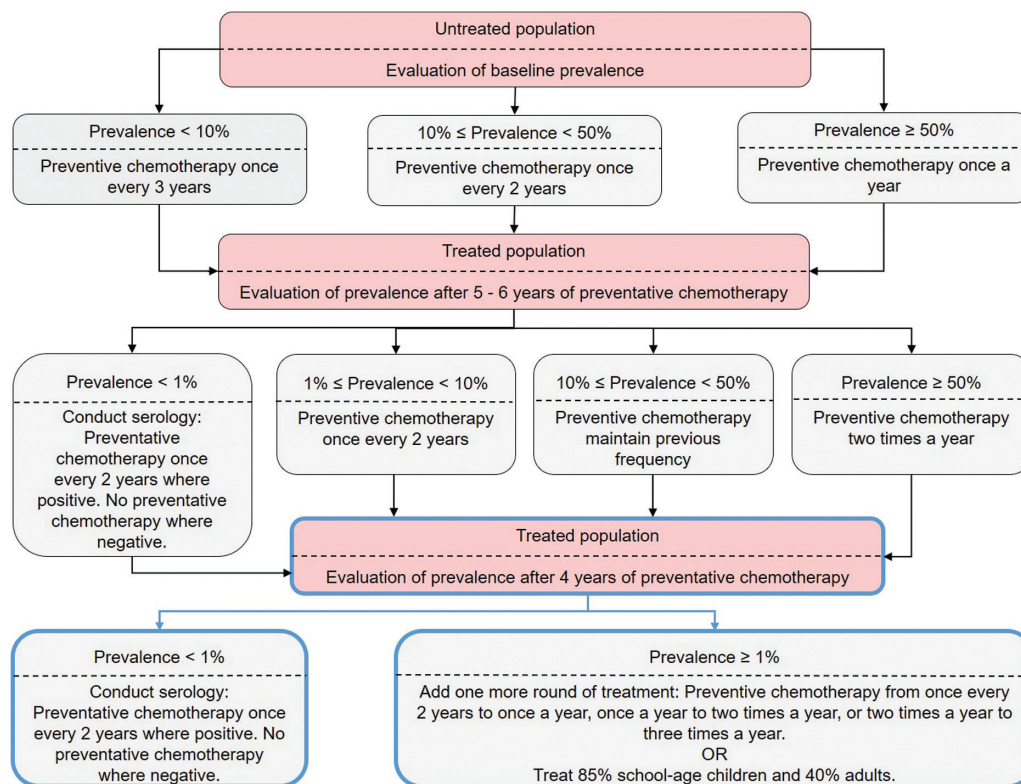 Untreated population
Evaluation of baseline prevalence
Prevalence < 10%
Preventive chemotherapy once
every 3 years
10% ≤ Prevalence < 50%
Preventive chemotherapy once
every 2 years
Prevalence ≥ 50%
Preventive chemotherapy once a
year
Treated population
Evaluation of prevalence after 5 - 6 years of preventative chemotherapy
Prevalence < 1%
Conduct serology:
Preventative
chemotherapy once
every 2 years where
positive. No preventative
chemotherapy where
negative.
1% ≤ Prevalence < 10%
Preventive chemotherapy
once every 2 years
10% ≤ Prevalence < 50%
Preventive chemotherapy
maintain previous
frequency
Prevalence ≥ 50%
Preventive chemotherapy
two times a year
Treated population
Evaluation of prevalence after 4 years of preventative chemotherapy
Prevalence < 1%
Conduct serology:
Preventative chemotherapy once
every 2 years where positive. No
preventative chemotherapy
where negative.
Prevalence ≥ 1%
Add one more round of treatment: Preventive chemotherapy from once every
2 years to once a year, once a year to two times a year, or two times a year to
three times a year.
OR
Treat 85% school-age children and 40% adults.